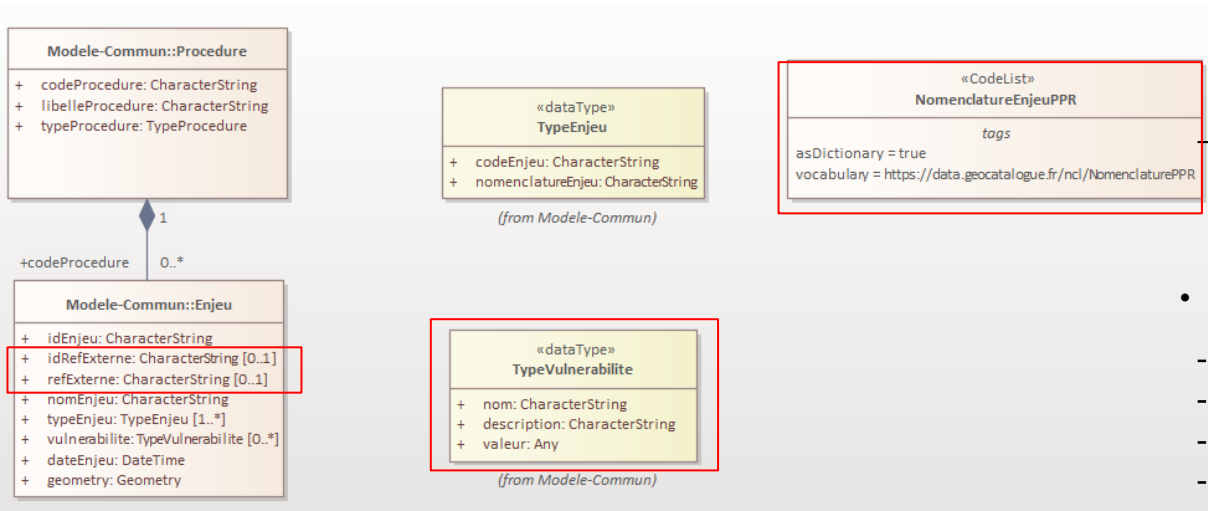 Modele-Commun::Procedure
+ codeProcedure: CharacterString
+ libelleProcedure: CharacterString
+ typeProcedure: TypeProcedure
1
+codeProcedure 0..*
Modele-Commun::Enjeu
+ idEnjeu: CharacterString
+ idRefExterne: CharacterString [0..1]
+ refExterne: CharacterString [0..1]
+ nomEnjeu: CharacterString
+ typeEnjeu: TypeEnjeu [1..*]
+ vulnerabilite: TypeVulnerabilite [0..*]
+ dateEnjeu: DateTime
+ geometry: Geometry
«dataType»
TypeEnjeu
+ codeEnjeu: CharacterString
+ nomenclatureEnjeu: CharacterString
(from Modele-Commun)
«dataType»
TypeVulnerabilite
+ nom: CharacterString
+ description: CharacterString
+ valeur: Any
(from Modele-Commun)
«CodeList»
NomenclatureEnjeuPPR
tags
asDictionary = true
vocabulary = https://data.geocatalogue.fr/ncl/NomenclaturePPR